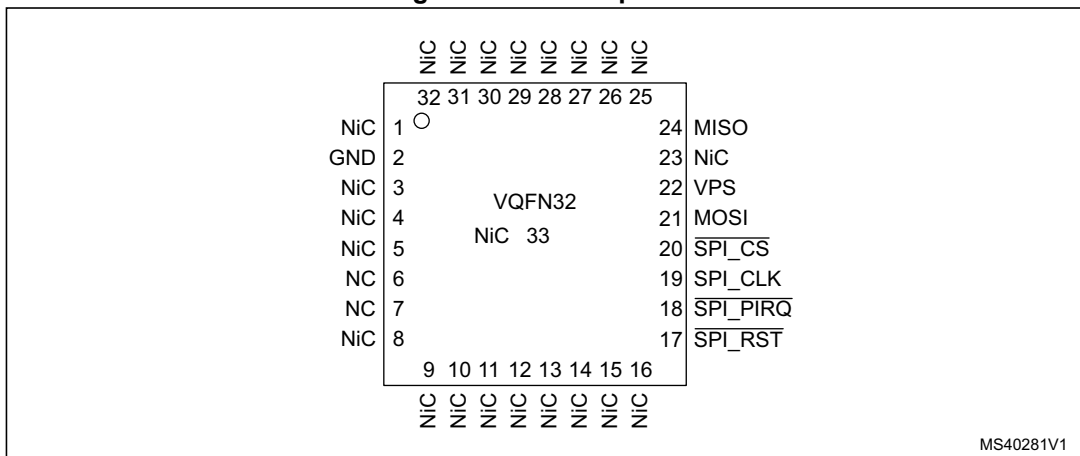 NiC NiC NiC NiC NiC NiC NiC NiC
32 31 30 29 28 27 26 25
NiC 1 24 MISO
GND 2 23 NiC
NiC 3 22 VPS
NiC 4 21 MOSI
NiC 5 20 SPI_CS
NC 6 19 SPI_CLK
NC 7 18 SPI_PIRQ
NiC 8 17 SPI_RST
VQFN32
NiC 33
9 10 11 12 13 14 15 16
NiC NiC NiC NiC NiC NiC NiC NiC
MS40281V1